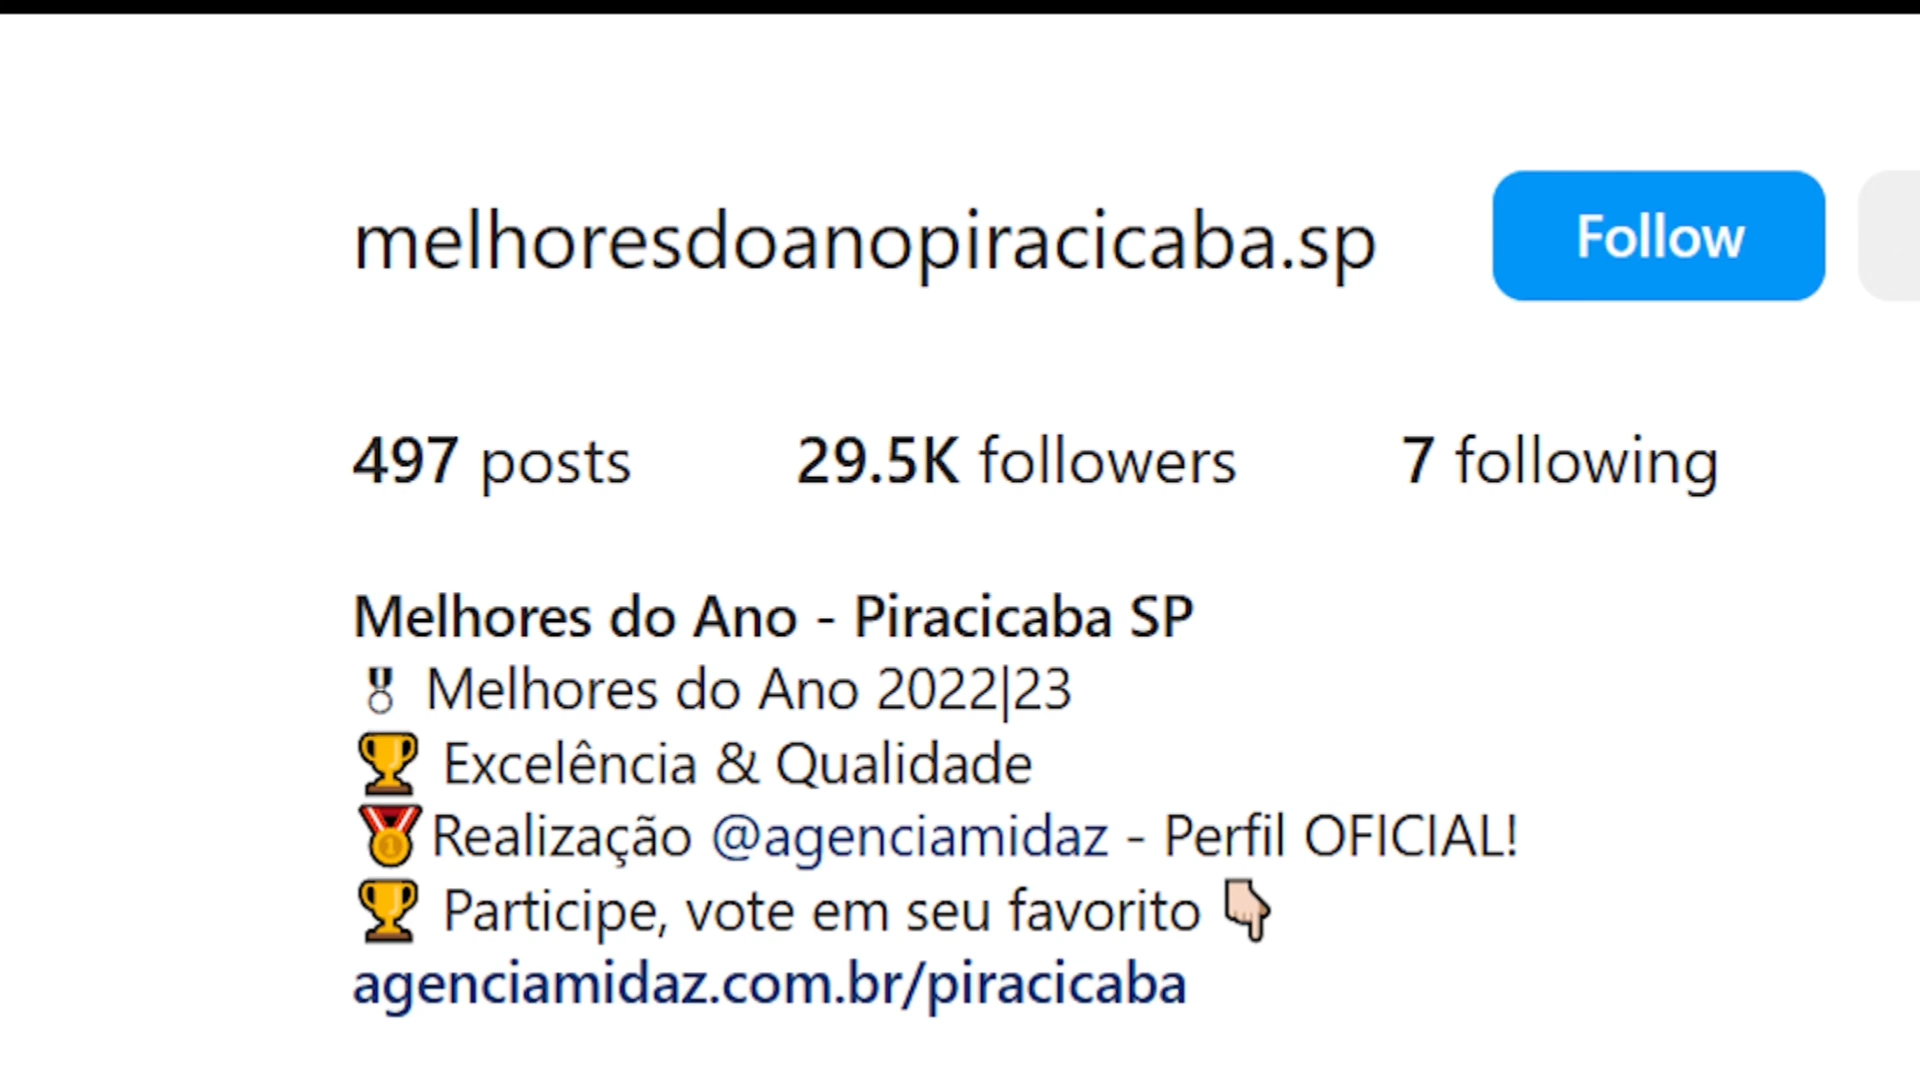 melhoresdoanopiracicaba.sp Follow
497 posts 29.5K followers 7 following
Melhores do Ano - Piracicaba SP
🎖 Melhores do Ano 2022|23
🏆 Excelência & Qualidade
🥇Realização @agenciamidaz - Perfil OFICIAL!
🏆 Participe, vote em seu favorito 👇🏻
agenciamidaz.com.br/piracicaba